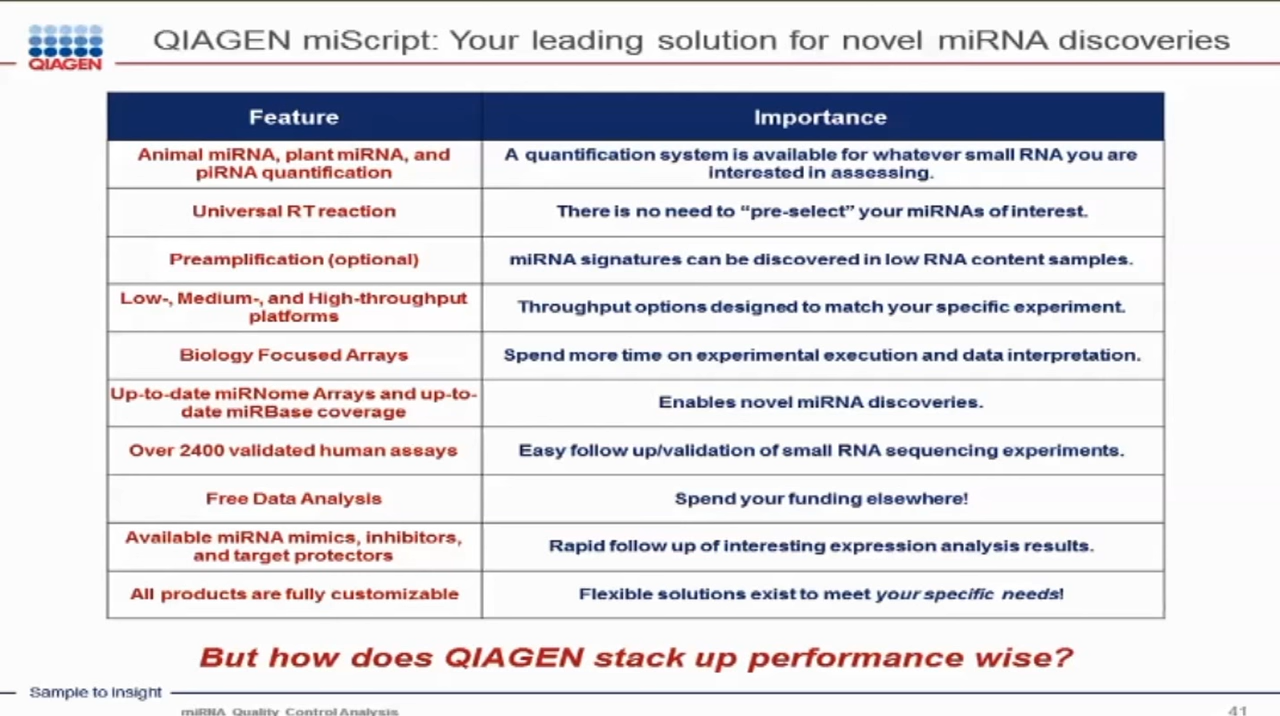 QIAGEN miScript: Your leading solution for novel miRNA discoveries
QIAGEN
Feature
Importance
Animal miRNA, plant miRNA, and
piRNA quantification
A quantification system is available for whatever small RNA you are
interested in assessing.
Universal RT reaction
There is no need to “pre-select” your miRNAs of interest.
Preamplification (optional)
miRNA signatures can be discovered in low RNA content samples.
Low-, Medium-, and High-throughput
platforms
Throughput options designed to match your specific experiment.
Biology Focused Arrays
Spend more time on experimental execution and data interpretation.
Up-to-date miRNome Arrays and up-to-
date miRBase coverage
Enables novel miRNA discoveries.
Over 2400 validated human assays
Easy follow up/validation of small RNA sequencing experiments.
Free Data Analysis
Spend your funding elsewhere!
Available miRNA mimics, inhibitors,
and target protectors
Rapid follow up of interesting expression analysis results.
All products are fully customizable
Flexible solutions exist to meet your specific needs!
But how does QIAGEN stack up performance wise?
Sample to Insight
miRNA Quality Control Analysis
41